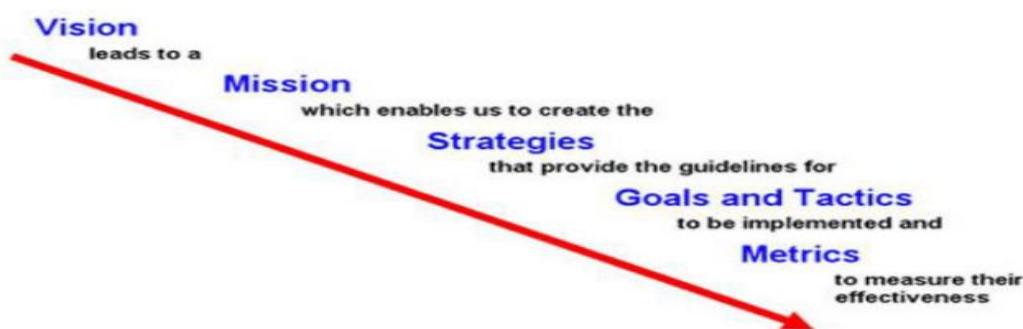 Vision
leads to a
Mission
which enables us to create the
Strategies
that provide the guidelines for
Goals and Tactics
to be implemented and
Metrics
to measure their
effectiveness